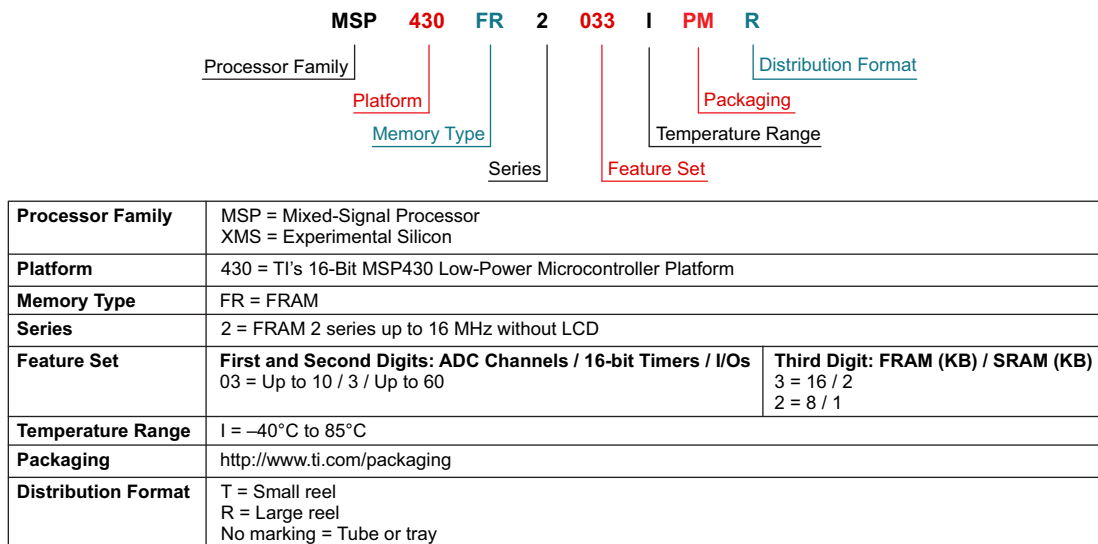 MSP 430 FR 2 033 I PM R
Processor Family
Distribution Format
Platform
Packaging
Memory Type
Temperature Range
Series
Feature Set
Processor Family
MSP = Mixed-Signal Processor
XMS = Experimental Silicon
Platform
430 = TI's 16-Bit MSP430 Low-Power Microcontroller Platform
Memory Type
FR = FRAM
Series
2 = FRAM 2 series up to 16 MHz without LCD
Feature Set
First and Second Digits: ADC Channels / 16-bit Timers / I/Os
03 = Up to 10 / 3 / Up to 60
Third Digit: FRAM (KB) / SRAM (KB)
3 = 16 / 2
2 = 8 / 1
Temperature Range
I = –40°C to 85°C
Packaging
http://www.ti.com/packaging
Distribution Format
T = Small reel
R = Large reel
No marking = Tube or tray